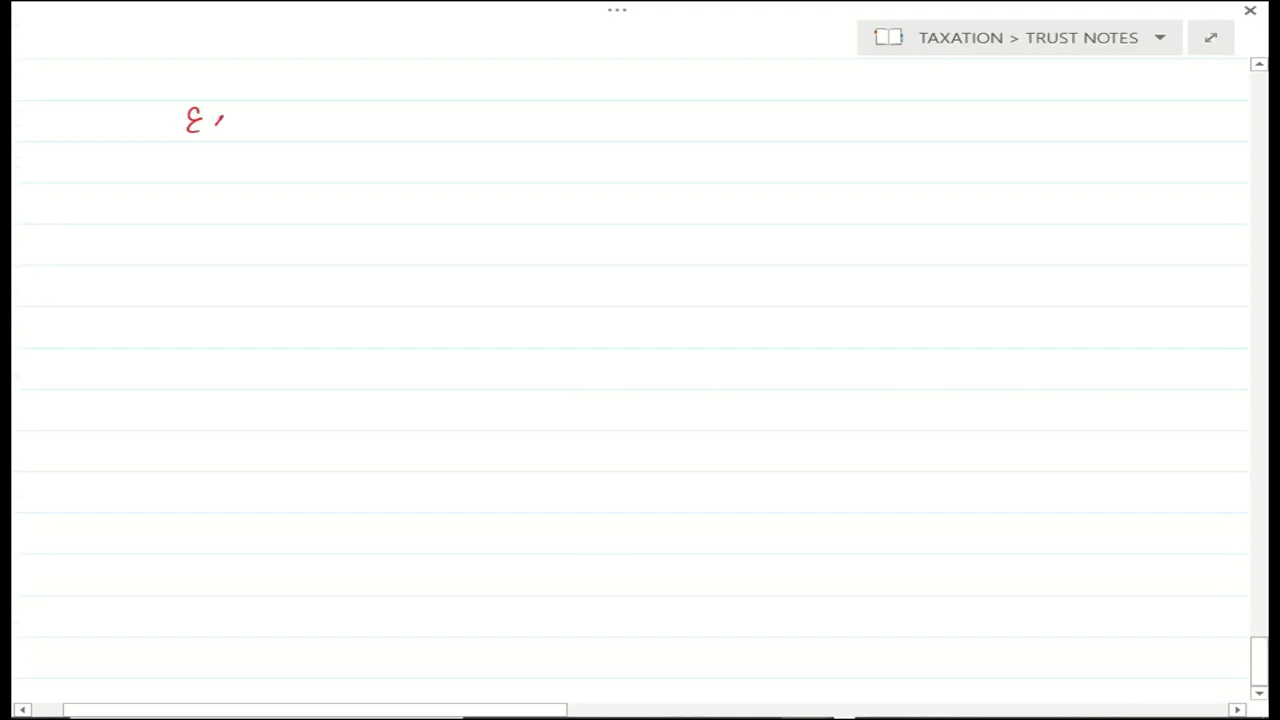 TAXATION > TRUST NOTES
ε